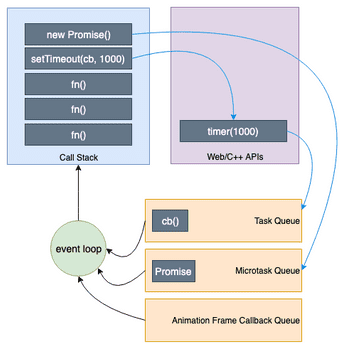 new Promise()
setTimeout(cb, 1000)
fn()
fn()
fn()
Call Stack
timer(1000)
Web/C++ APIs
cb()
Task Queue
event loop
Promise
Microtask Queue
Animation Frame Callback Queue